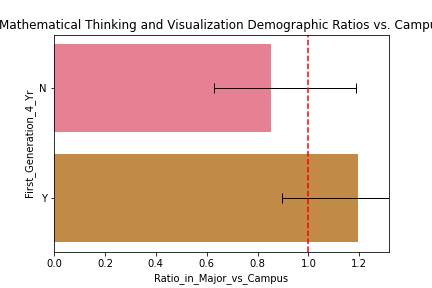 Mathematical Thinking and Visualization Demographic Ratios vs. Campu
N
First_Generation_4_Yr
Y
0.0 0.2 0.4 0.6 0.8 1.0 1.2
Ratio_in_Major_vs_Campus